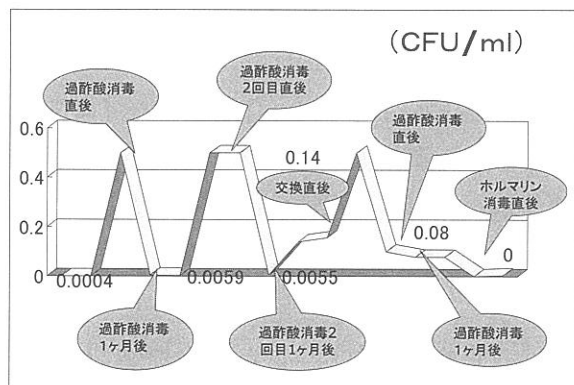 (CFU/ml)
過酢酸消毒
直後
過酢酸消毒
2回目直後
過酢酸消毒
直後
交換直後
ホルマリン
消毒直後
0.6
0.4
0.2
0
0.14
0.08
0
0.0004
0.0059
0.0055
過酢酸消毒
1ヶ月後
過酢酸消毒2
回目1ヶ月後
過酢酸消毒
1ヶ月後